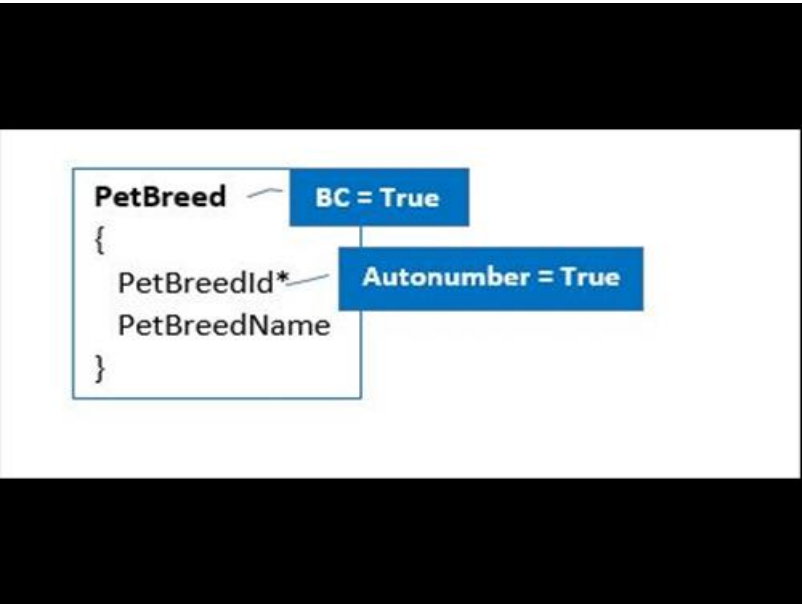 PetBreed
BC = True
{
PetBreedId*
Autonumber = True
PetBreedName
}